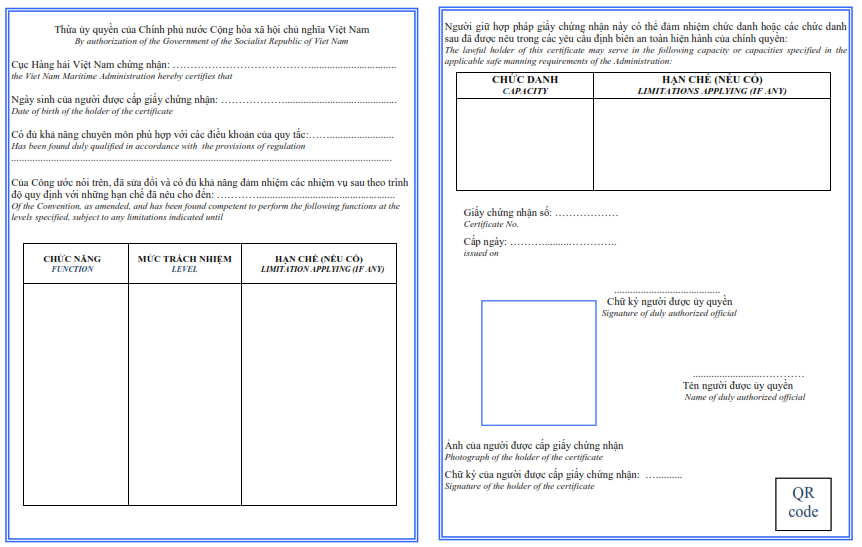 Thừa ủy quyền của Chính phủ nước Cộng hòa xã hội chủ nghĩa Việt Nam
By authorization of the Government of the Socialist Republic of Viet Nam
Cục Hàng hải Việt Nam chứng nhận: ………………………....................................................
the Viet Nam Maritime Administration hereby certifies that
Ngày sinh của người được cấp giấy chứng nhận: ………………..........................................
Date of birth of the holder of the certificate
Có đủ khả năng chuyên môn phù hợp với các điều khoản của quy tắc:……........................
Has been found duly qualified in accordance with the provisions of regulation
................................................................................................................................................
Của Công ước nói trên, đã sửa đổi và có đủ khả năng đảm nhiệm các nhiệm vụ sau theo trình
độ quy định với những hạn chế đã nêu cho đến: …………....................................................
Of the Convention, as amended, and has been found competent to perform the following functions at the
levels specified, subject to any limitations indicated until
CHỨC NĂNG
FUNCTION
MỨC TRÁCH NHIỆM
LEVEL
HẠN CHẾ (NẾU CÓ)
LIMITATION APPLYING (IF ANY)
Người giữ hợp pháp giấy chứng nhận này có thể đảm nhiệm chức danh hoặc các chức danh
sau đã được nêu trong các yêu cầu định biên an toàn hiện hành của chính quyền:
The lawful holder of this certificate may serve in the following capacity or capacities specified in the
applicable safe manning requirements of the Administration:
CHỨC DANH
CAPACITY
HẠN CHẾ (NẾU CÓ)
LIMITATIONS APPLYING (IF ANY)
Giấy chứng nhận số: ………………
Certificate No.
Cấp ngày: ………...........…………..
issued on
........................................
Chữ ký người được ủy quyền
Signature of duly authorized official
..........................…………
Tên người được ủy quyền
Name of duly authorized official
Ảnh của người được cấp giấy chứng nhận
Photograph of the holder of the certificate
Chữ ký của người được cấp giấy chứng nhận: …..........
Signature of the holder of the certificate
QR
code